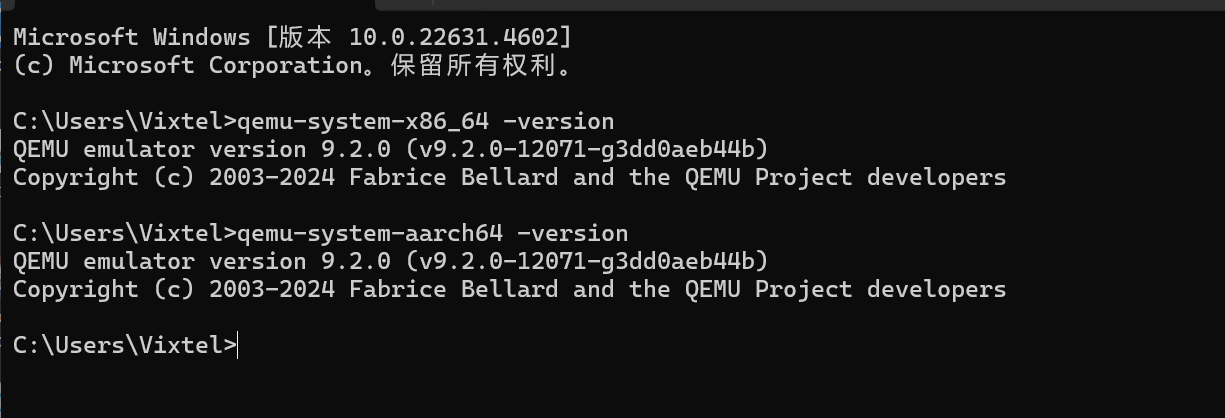 Microsoft Windows [版本 10.0.22631.4602]
(c) Microsoft Corporation。保留所有权利。
C:\Users\Vixtel>qemu-system-x86_64 -version
QEMU emulator version 9.2.0 (v9.2.0-12071-g3dd0aeb44b)
Copyright (c) 2003-2024 Fabrice Bellard and the QEMU Project developers
C:\Users\Vixtel>qemu-system-aarch64 -version
QEMU emulator version 9.2.0 (v9.2.0-12071-g3dd0aeb44b)
Copyright (c) 2003-2024 Fabrice Bellard and the QEMU Project developers
C:\Users\Vixtel>